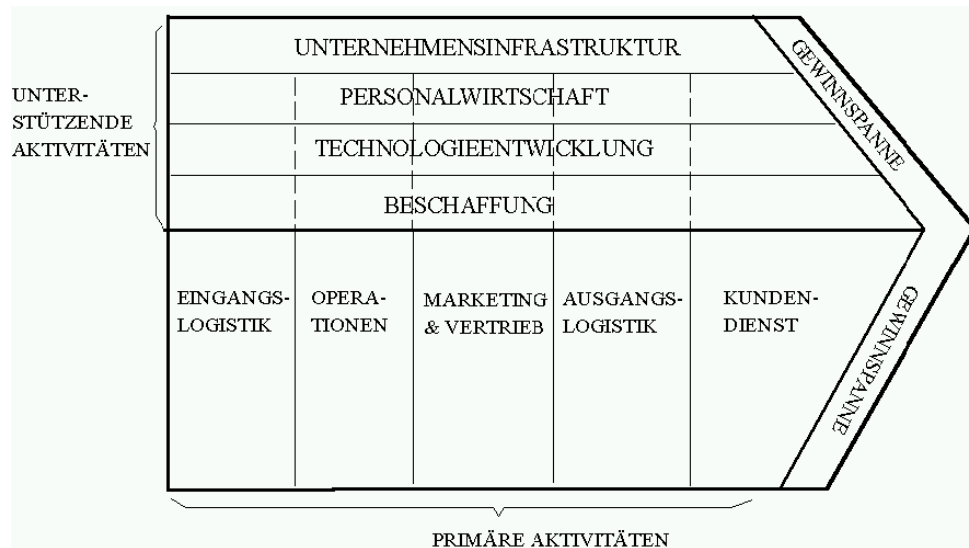 UNTERNEHMENSINFRASTRUKTUR
GEWINNSPANNE
UNTER-
STÜTZENDE
AKTIVITÄTEN
PERSONALWIRTSCHAFT
TECHNOLOGIEENTWICKLUNG
BESCHAFFUNG
EINGANGS-
LOGISTIK
OPERA-
TIONEN
MARKETING
& VERTRIEB
AUSGANGS-
LOGISTIK
KUNDEN-
DIENST
GEWINNSPANNE
PRIMÄRE AKTIVITÄTEN